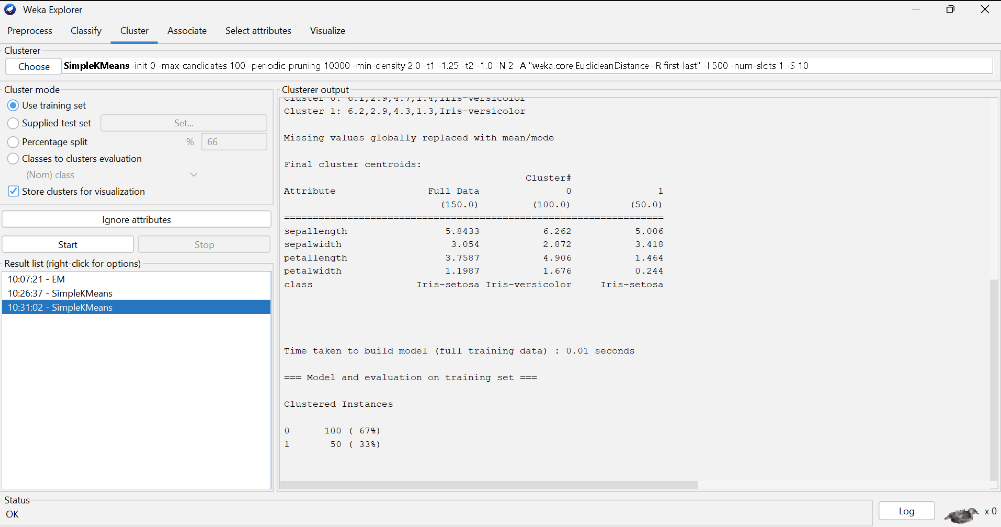 Weka Explorer
Preprocess Classify Cluster Associate Select attributes Visualize
Clusterer
Choose SimpleKMeans -init 0 -max-candidates 100 -periodic-pruning 10000 -min-density 2.0 -t1 -1.25 -t2 -1.0 -N 2 -A "weka.core.EuclideanDistance -R first-last" -I 500 -num-slots 1 -S 10
Cluster mode
Use training set
Supplied test set Set...
Percentage split % 66
Classes to clusters evaluation
(Nom) class
Store clusters for visualization
Ignore attributes
Start Stop
Result list (right-click for options)
10:07:21 - EM
10:26:37 - SimpleKMeans
10:31:02 - SimpleKMeans
Clusterer output
Cluster 0: 6.1,2.9,4.7,1.4,Iris-versicolor
Cluster 1: 6.2,2.9,4.3,1.3,Iris-versicolor
Missing values globally replaced with mean/mode
Final cluster centroids:
Cluster#
Attribute Full Data 0 1
(150.0) (100.0) (50.0)
==================================================================
sepallength 5.8433 6.262 5.006
sepalwidth 3.054 2.872 3.418
petallength 3.7587 4.906 1.464
petalwidth 1.1987 1.676 0.244
class Iris-setosa Iris-versicolor Iris-setosa
Time taken to build model (full training data) : 0.01 seconds
=== Model and evaluation on training set ===
Clustered Instances
0 100 ( 67%)
1 50 ( 33%)
Status
OK
Log x 0